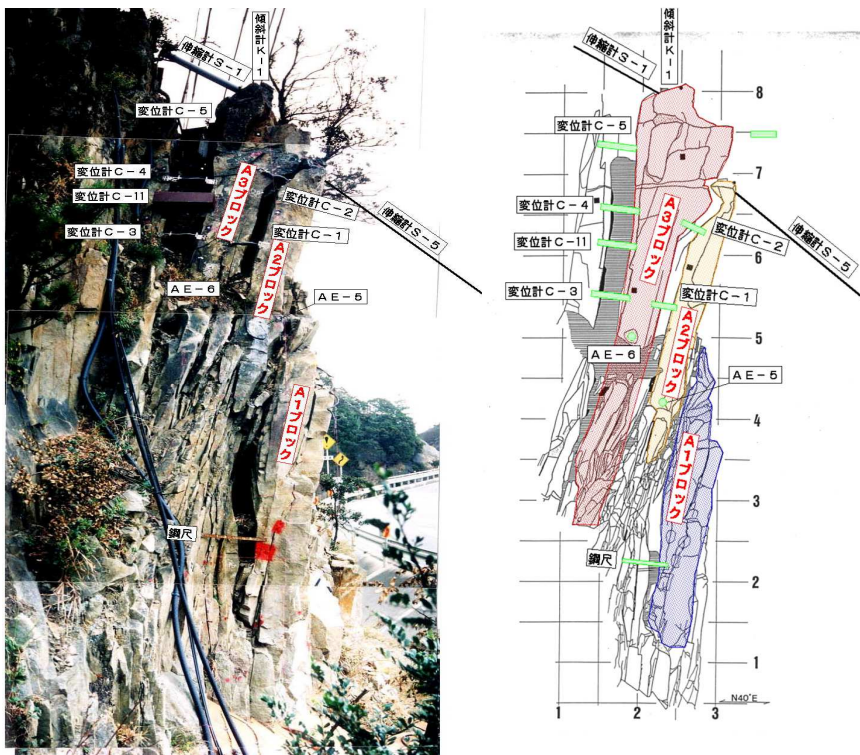 伸縮計S-1
傾斜計K-1
変位計C-5
変位計C-4
変位計C-11
変位計C-3
A3ブロック
変位計C-2
変位計C-1
伸縮計S-5
A2ブロック
AE-6
AE-5
A1ブロック
鋼尺
伸縮計S-1
傾斜計K-1
変位計C-5
変位計C-4
変位計C-11
変位計C-3
A3ブロック
変位計C-2
変位計C-1
伸縮計S-5
A2ブロック
AE-6
AE-5
A1ブロック
鋼尺
8
7
6
5
4
3
2
1
N40°E
1
2
3